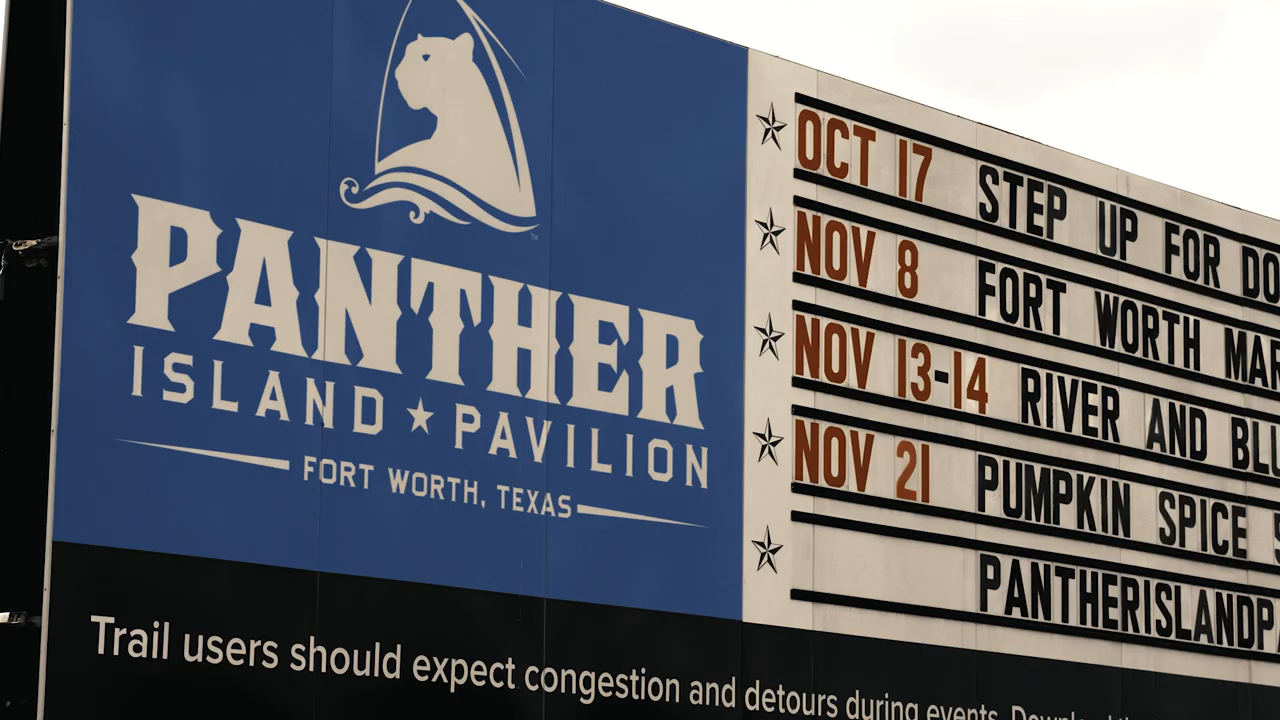 PANTHER
ISLAND ★ PAVILION
FORT WORTH, TEXAS
OCT 17 STEP UP FOR
NOV 8 FORT WORTH
NOV 13-14 RIVER AND
NOV 21 PUMPKIN SPICE
Trail users should expect congestion and detours during events.